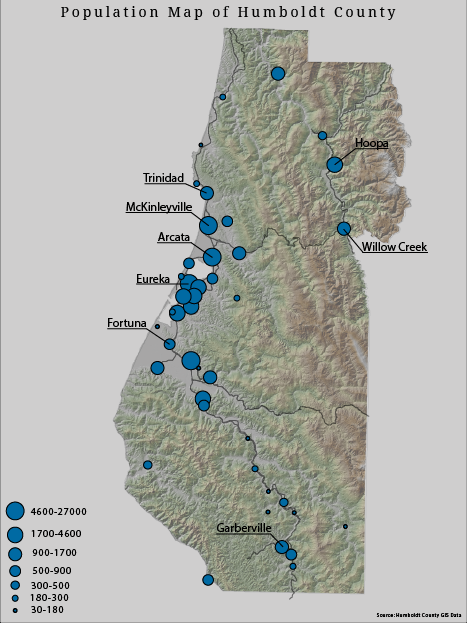 Population Map of Humboldt County
Hoopa
Trinidad
McKinleyville
Arcata
Willow Creek
Eureka
Fortuna
Garberville
4600-27000
1700-4600
900-1700
500-900
300-500
180-300
30-180
Source: Humboldt County GIS Data